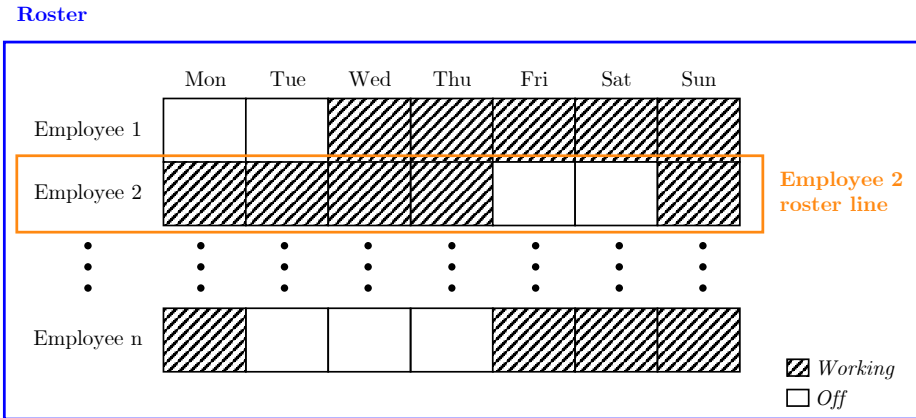 Roster
Mon Tue Wed Thu Fri Sat Sun
Employee 1
Employee 2
Employee 2
roster line
Employee n
Working
Off